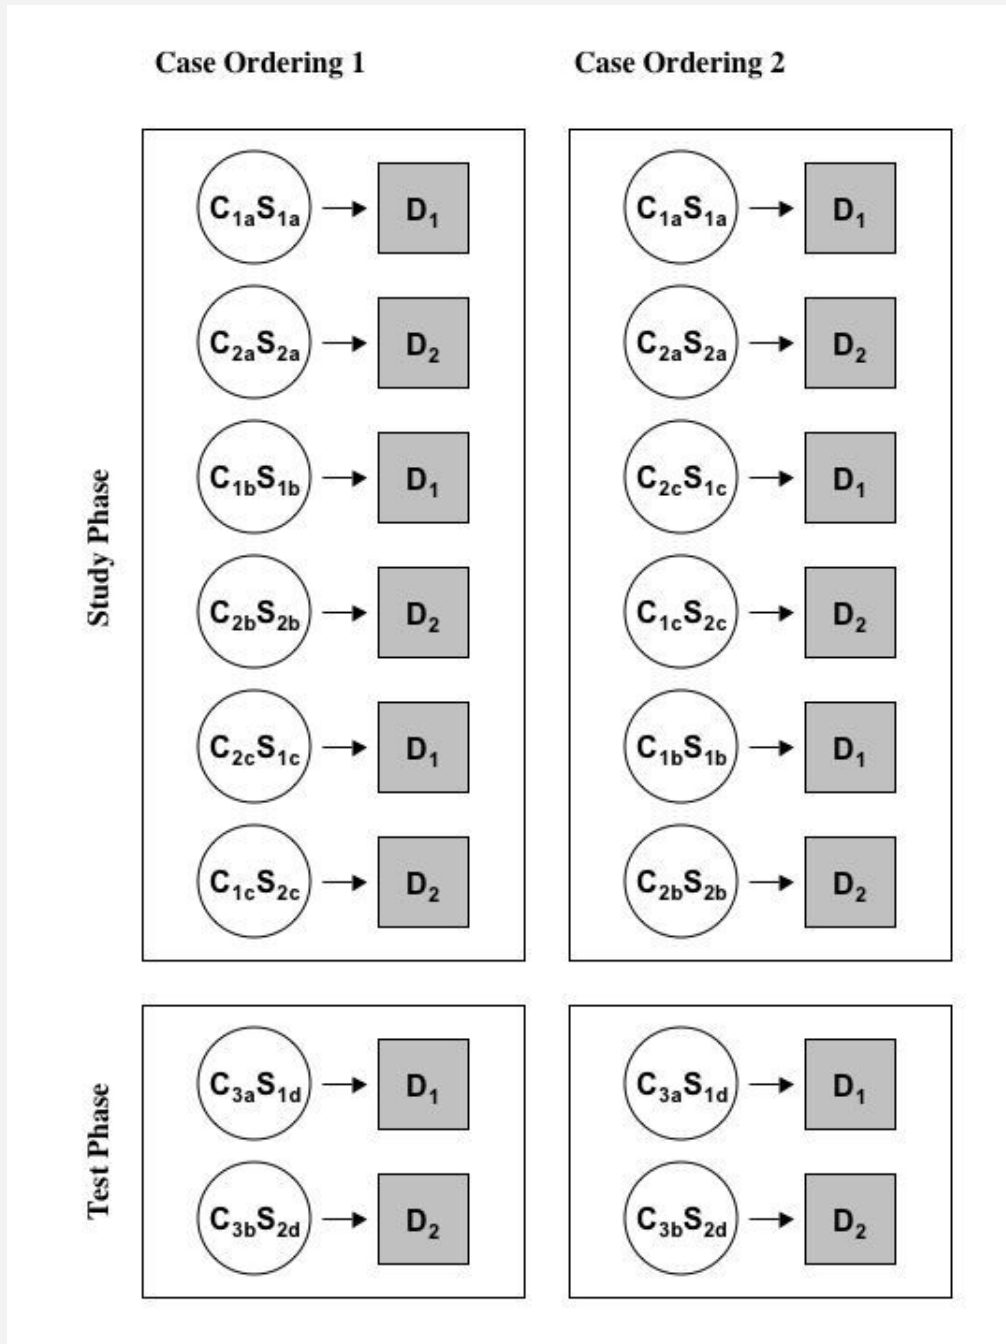 Case Ordering 1 Case Ordering 2
Study Phase
C1aS1a → D1 C1aS1a → D1
C2aS2a → D2 C2aS2a → D2
C1bS1b → D1 C2cS1c → D1
C2bS2b → D2 C1cS2c → D2
C2cS1c → D1 C1bS1b → D1
C1cS2c → D2 C2bS2b → D2
Test Phase
C3aS1d → D1 C3aS1d → D1
C3bS2d → D2 C3bS2d → D2